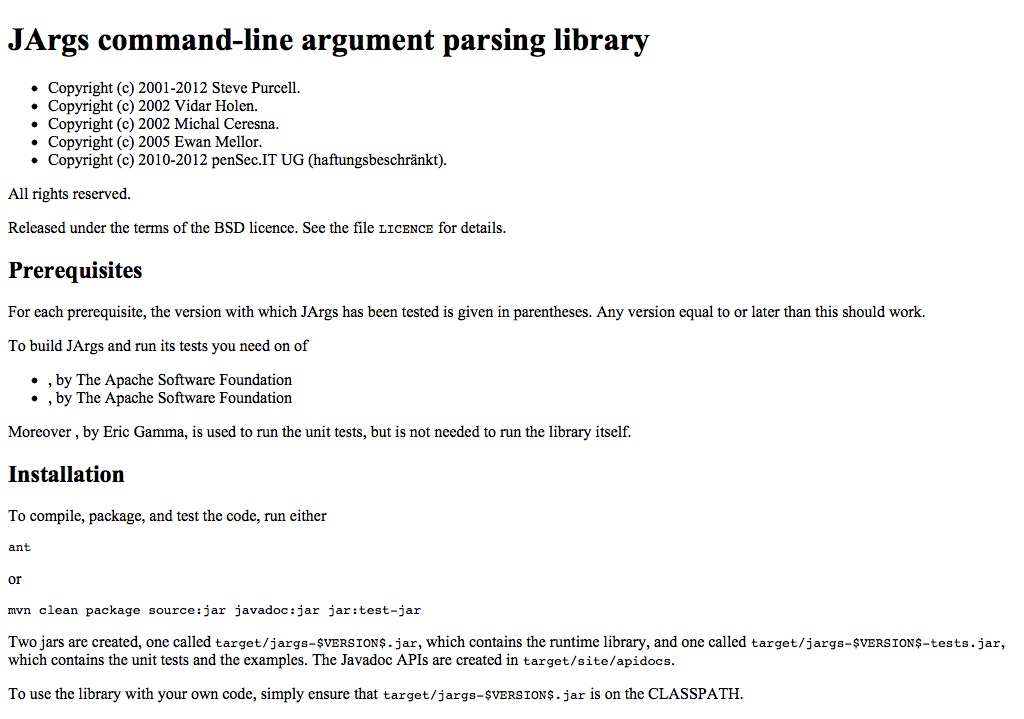 JArgs command-line argument parsing library
• Copyright (c) 2001-2012 Steve Purcell.
• Copyright (c) 2002 Vidar Holen.
• Copyright (c) 2002 Michal Ceresna.
• Copyright (c) 2005 Ewan Mellor.
• Copyright (c) 2010-2012 penSec.IT UG (haftungsbeschränkt).
All rights reserved.
Released under the terms of the BSD licence. See the file LICENCE for details.
Prerequisites
For each prerequisite, the version with which JArgs has been tested is given in parentheses. Any version equal to or later than this should work.
To build JArgs and run its tests you need on of
• , by The Apache Software Foundation
• , by The Apache Software Foundation
Moreover , by Eric Gamma, is used to run the unit tests, but is not needed to run the library itself.
Installation
To compile, package, and test the code, run either
ant
or
mvn clean package source:jar javadoc:jar jar:test-jar
Two jars are created, one called target/jargs-$VERSION$.jar, which contains the runtime library, and one called target/jargs-$VERSION$-tests.jar,
which contains the unit tests and the examples. The Javadoc APIs are created in target/site/apidocs.
To use the library with your own code, simply ensure that target/jargs-$VERSION$.jar is on the CLASSPATH.